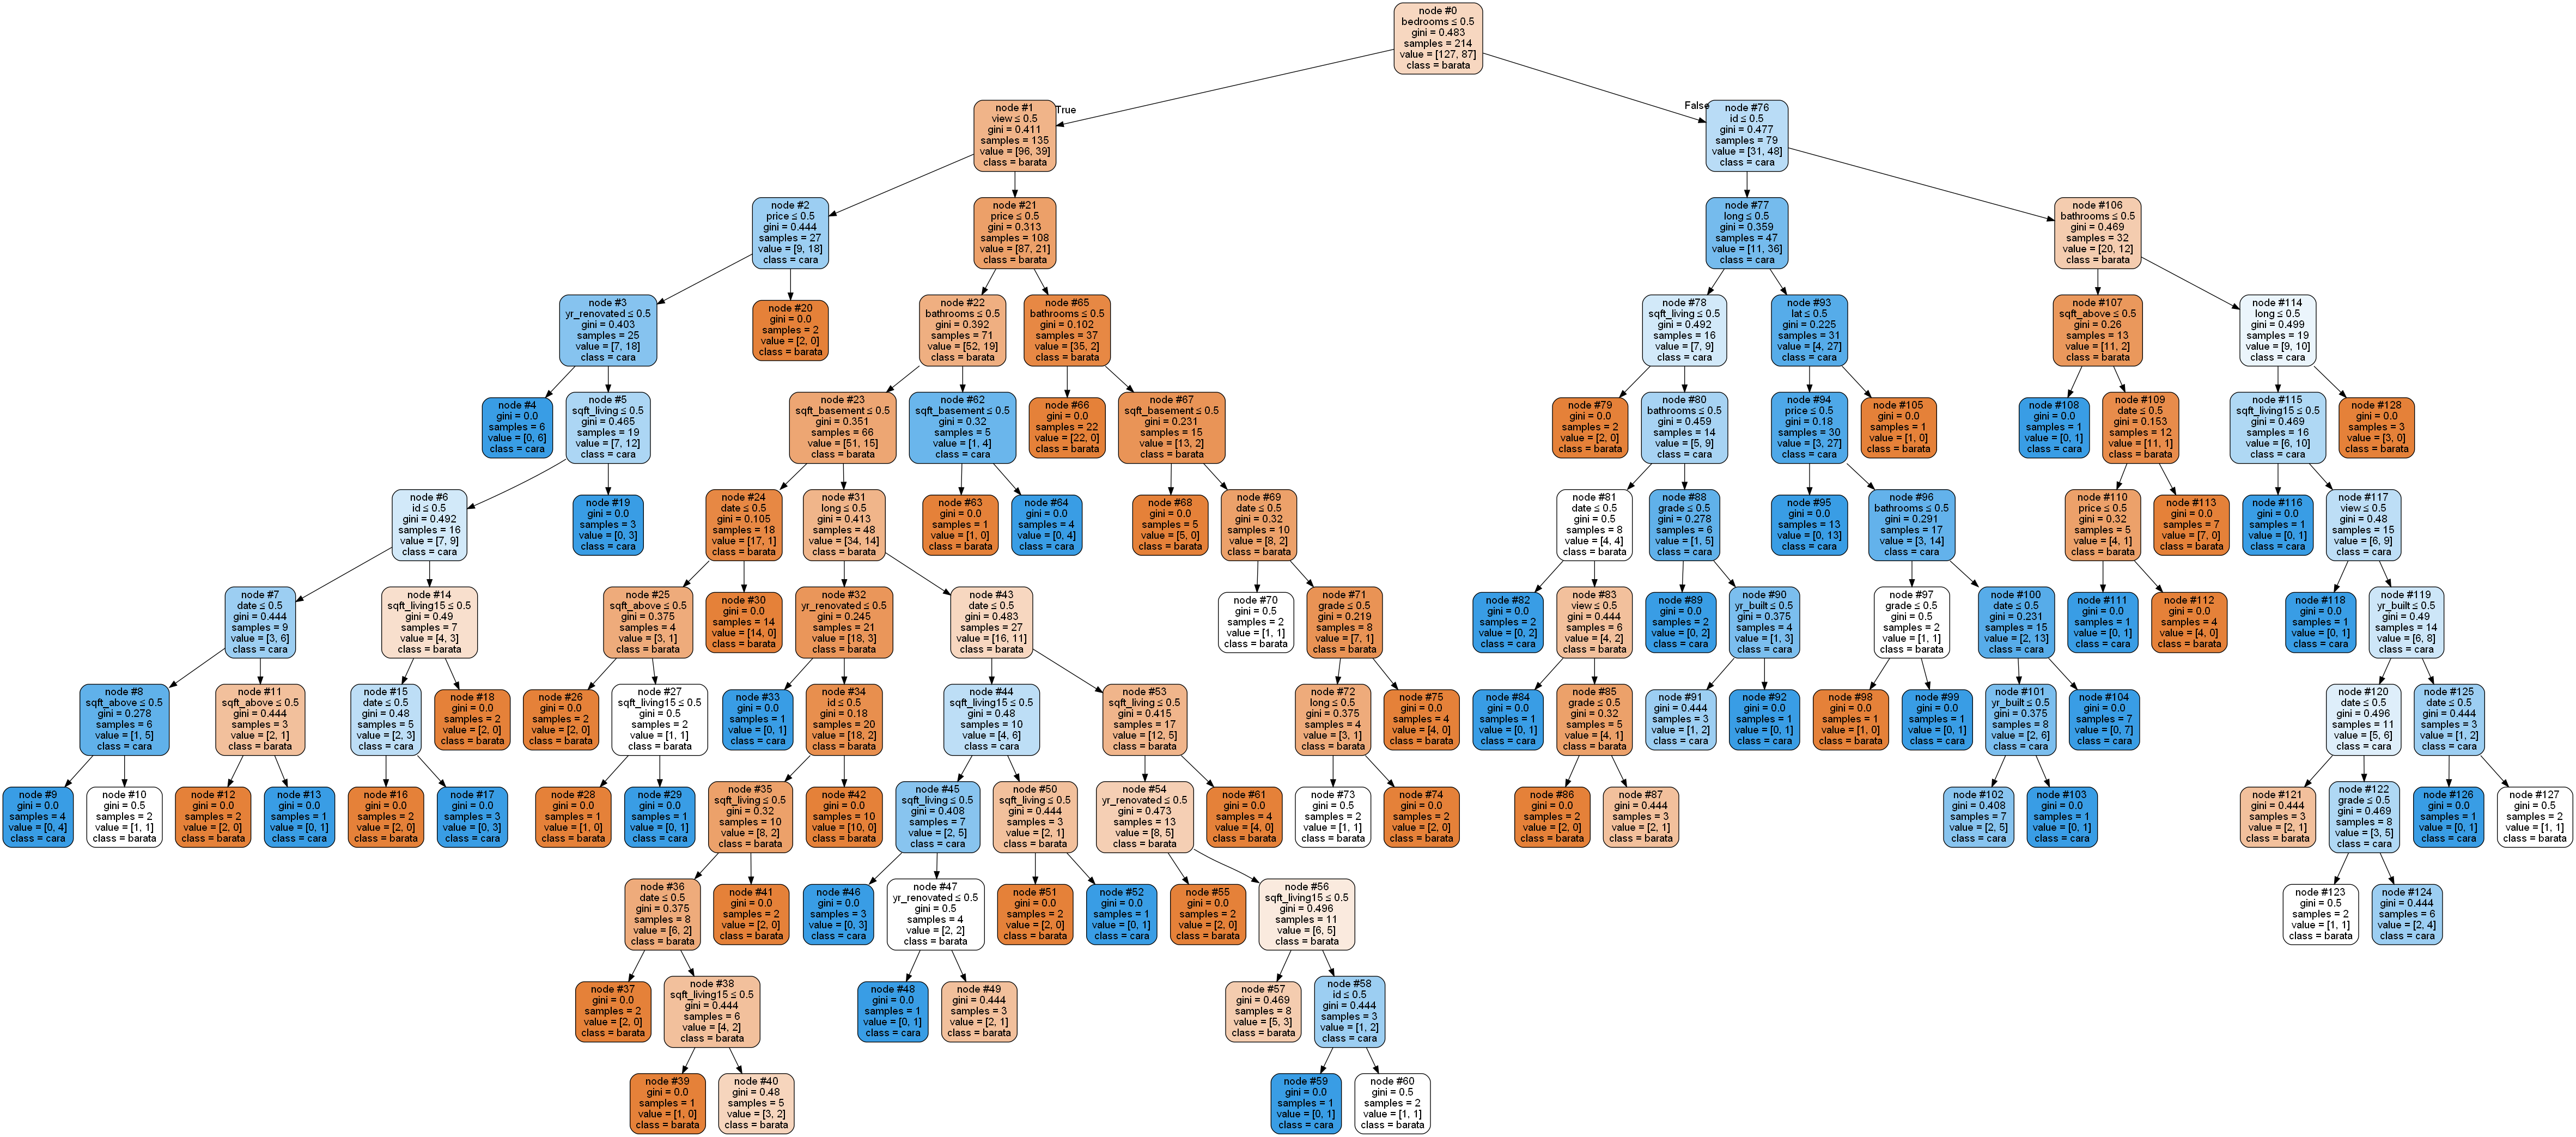 node #0
bedrooms ≤ 0.5
gini = 0.483
samples = 214
value = [127, 87]
class = barata
True
False
node #1
view ≤ 0.5
gini = 0.411
samples = 135
value = [96, 39]
class = barata
node #76
id ≤ 0.5
gini = 0.477
samples = 79
value = [31, 48]
class = cara
node #2
price ≤ 0.5
gini = 0.444
samples = 27
value = [9, 18]
class = cara
node #21
price ≤ 0.5
gini = 0.313
samples = 108
value = [87, 21]
class = barata
node #77
long ≤ 0.5
gini = 0.359
samples = 47
value = [11, 36]
class = cara
node #106
bathrooms ≤ 0.5
gini = 0.469
samples = 32
value = [20, 12]
class = barata
node #3
yr_renovated ≤ 0.5
gini = 0.403
samples = 25
value = [7, 18]
class = cara
node #20
gini = 0.0
samples = 2
value = [2, 0]
class = barata
node #22
bathrooms ≤ 0.5
gini = 0.392
samples = 71
value = [52, 19]
class = barata
node #65
bathrooms ≤ 0.5
gini = 0.102
samples = 37
value = [35, 2]
class = barata
node #78
sqft_living ≤ 0.5
gini = 0.492
samples = 16
value = [7, 9]
class = cara
node #93
lat ≤ 0.5
gini = 0.225
samples = 31
value = [4, 27]
class = cara
node #107
sqft_above ≤ 0.5
gini = 0.26
samples = 13
value = [11, 2]
class = barata
node #114
long ≤ 0.5
gini = 0.499
samples = 19
value = [9, 10]
class = cara
node #4
gini = 0.0
samples = 6
value = [0, 6]
class = cara
node #5
sqft_living ≤ 0.5
gini = 0.465
samples = 19
value = [7, 12]
class = cara
node #23
sqft_basement ≤ 0.5
gini = 0.351
samples = 66
value = [51, 15]
class = barata
node #62
sqft_basement ≤ 0.5
gini = 0.32
samples = 5
value = [1, 4]
class = cara
node #66
gini = 0.0
samples = 22
value = [22, 0]
class = barata
node #67
sqft_basement ≤ 0.5
gini = 0.231
samples = 15
value = [13, 2]
class = barata
node #79
gini = 0.0
samples = 2
value = [2, 0]
class = barata
node #80
bathrooms ≤ 0.5
gini = 0.459
samples = 14
value = [5, 9]
class = cara
node #94
price ≤ 0.5
gini = 0.18
samples = 30
value = [3, 27]
class = cara
node #105
gini = 0.0
samples = 1
value = [1, 0]
class = barata
node #108
gini = 0.0
samples = 1
value = [0, 1]
class = cara
node #109
date ≤ 0.5
gini = 0.153
samples = 12
value = [11, 1]
class = barata
node #115
sqft_living15 ≤ 0.5
gini = 0.469
samples = 16
value = [6, 10]
class = cara
node #128
gini = 0.0
samples = 3
value = [3, 0]
class = barata
node #6
id ≤ 0.5
gini = 0.492
samples = 16
value = [7, 9]
class = cara
node #19
gini = 0.0
samples = 3
value = [0, 3]
class = cara
node #24
date ≤ 0.5
gini = 0.105
samples = 18
value = [17, 1]
class = barata
node #31
long ≤ 0.5
gini = 0.413
samples = 48
value = [34, 14]
class = barata
node #63
gini = 0.0
samples = 1
value = [1, 0]
class = barata
node #64
gini = 0.0
samples = 4
value = [0, 4]
class = cara
node #68
gini = 0.0
samples = 5
value = [5, 0]
class = barata
node #69
date ≤ 0.5
gini = 0.32
samples = 10
value = [8, 2]
class = barata
node #81
date ≤ 0.5
gini = 0.5
samples = 8
value = [4, 4]
class = barata
node #88
grade ≤ 0.5
gini = 0.278
samples = 6
value = [1, 5]
class = cara
node #95
gini = 0.0
samples = 13
value = [0, 13]
class = cara
node #96
bathrooms ≤ 0.5
gini = 0.291
samples = 17
value = [3, 14]
class = cara
node #110
price ≤ 0.5
gini = 0.32
samples = 5
value = [4, 1]
class = barata
node #113
gini = 0.0
samples = 7
value = [7, 0]
class = barata
node #116
gini = 0.0
samples = 1
value = [0, 1]
class = cara
node #117
view ≤ 0.5
gini = 0.48
samples = 15
value = [6, 9]
class = cara
node #7
date ≤ 0.5
gini = 0.444
samples = 9
value = [3, 6]
class = cara
node #14
sqft_living15 ≤ 0.5
gini = 0.49
samples = 7
value = [4, 3]
class = barata
node #25
sqft_above ≤ 0.5
gini = 0.375
samples = 4
value = [3, 1]
class = barata
node #30
gini = 0.0
samples = 14
value = [14, 0]
class = barata
node #32
yr_renovated ≤ 0.5
gini = 0.245
samples = 21
value = [18, 3]
class = barata
node #43
date ≤ 0.5
gini = 0.483
samples = 27
value = [16, 11]
class = barata
node #70
gini = 0.5
samples = 2
value = [1, 1]
class = barata
node #71
grade ≤ 0.5
gini = 0.219
samples = 8
value = [7, 1]
class = barata
node #82
gini = 0.0
samples = 2
value = [0, 2]
class = cara
node #83
view ≤ 0.5
gini = 0.444
samples = 6
value = [4, 2]
class = barata
node #89
gini = 0.0
samples = 2
value = [0, 2]
class = cara
node #90
yr_built ≤ 0.5
gini = 0.375
samples = 4
value = [1, 3]
class = cara
node #97
grade ≤ 0.5
gini = 0.5
samples = 2
value = [1, 1]
class = barata
node #100
date ≤ 0.5
gini = 0.231
samples = 15
value = [2, 13]
class = cara
node #111
gini = 0.0
samples = 1
value = [0, 1]
class = cara
node #112
gini = 0.0
samples = 4
value = [4, 0]
class = barata
node #118
gini = 0.0
samples = 1
value = [0, 1]
class = cara
node #119
yr_built ≤ 0.5
gini = 0.49
samples = 14
value = [6, 8]
class = cara
node #8
sqft_above ≤ 0.5
gini = 0.278
samples = 6
value = [1, 5]
class = cara
node #11
sqft_above ≤ 0.5
gini = 0.444
samples = 3
value = [2, 1]
class = barata
node #15
date ≤ 0.5
gini = 0.48
samples = 5
value = [2, 3]
class = cara
node #18
gini = 0.0
samples = 2
value = [2, 0]
class = barata
node #26
gini = 0.0
samples = 2
value = [2, 0]
class = barata
node #27
sqft_living15 ≤ 0.5
gini = 0.5
samples = 2
value = [1, 1]
class = barata
node #33
gini = 0.0
samples = 1
value = [0, 1]
class = cara
node #34
id ≤ 0.5
gini = 0.18
samples = 20
value = [18, 2]
class = barata
node #44
sqft_living15 ≤ 0.5
gini = 0.48
samples = 10
value = [4, 6]
class = cara
node #53
sqft_living ≤ 0.5
gini = 0.415
samples = 17
value = [12, 5]
class = barata
node #72
long ≤ 0.5
gini = 0.375
samples = 4
value = [3, 1]
class = barata
node #75
gini = 0.0
samples = 4
value = [4, 0]
class = barata
node #84
gini = 0.0
samples = 1
value = [0, 1]
class = cara
node #85
grade ≤ 0.5
gini = 0.32
samples = 5
value = [4, 1]
class = barata
node #91
gini = 0.444
samples = 3
value = [1, 2]
class = cara
node #92
gini = 0.0
samples = 1
value = [0, 1]
class = cara
node #98
gini = 0.0
samples = 1
value = [1, 0]
class = barata
node #99
gini = 0.0
samples = 1
value = [0, 1]
class = cara
node #101
yr_built ≤ 0.5
gini = 0.375
samples = 8
value = [2, 6]
class = cara
node #104
gini = 0.0
samples = 7
value = [0, 7]
class = cara
node #120
date ≤ 0.5
gini = 0.496
samples = 11
value = [5, 6]
class = cara
node #125
date ≤ 0.5
gini = 0.444
samples = 3
value = [1, 2]
class = cara
node #9
gini = 0.0
samples = 4
value = [0, 4]
class = cara
node #10
gini = 0.5
samples = 2
value = [1, 1]
class = barata
node #12
gini = 0.0
samples = 2
value = [2, 0]
class = barata
node #13
gini = 0.0
samples = 1
value = [0, 1]
class = cara
node #16
gini = 0.0
samples = 2
value = [2, 0]
class = barata
node #17
gini = 0.0
samples = 3
value = [0, 3]
class = cara
node #28
gini = 0.0
samples = 1
value = [1, 0]
class = barata
node #29
gini = 0.0
samples = 1
value = [0, 1]
class = cara
node #35
sqft_living ≤ 0.5
gini = 0.32
samples = 10
value = [8, 2]
class = barata
node #42
gini = 0.0
samples = 10
value = [10, 0]
class = barata
node #45
sqft_living ≤ 0.5
gini = 0.408
samples = 7
value = [2, 5]
class = cara
node #50
sqft_living ≤ 0.5
gini = 0.444
samples = 3
value = [2, 1]
class = barata
node #54
yr_renovated ≤ 0.5
gini = 0.473
samples = 13
value = [8, 5]
class = barata
node #61
gini = 0.0
samples = 4
value = [4, 0]
class = barata
node #73
gini = 0.5
samples = 2
value = [1, 1]
class = barata
node #74
gini = 0.0
samples = 2
value = [2, 0]
class = barata
node #86
gini = 0.0
samples = 2
value = [2, 0]
class = barata
node #87
gini = 0.444
samples = 3
value = [2, 1]
class = barata
node #102
gini = 0.408
samples = 7
value = [2, 5]
class = cara
node #103
gini = 0.0
samples = 1
value = [0, 1]
class = cara
node #121
gini = 0.444
samples = 3
value = [2, 1]
class = barata
node #122
grade ≤ 0.5
gini = 0.469
samples = 8
value = [3, 5]
class = cara
node #126
gini = 0.0
samples = 1
value = [0, 1]
class = cara
node #127
gini = 0.5
samples = 2
value = [1, 1]
class = barata
node #36
date ≤ 0.5
gini = 0.375
samples = 8
value = [6, 2]
class = barata
node #41
gini = 0.0
samples = 2
value = [2, 0]
class = barata
node #46
gini = 0.0
samples = 3
value = [0, 3]
class = cara
node #47
yr_renovated ≤ 0.5
gini = 0.5
samples = 4
value = [2, 2]
class = barata
node #51
gini = 0.0
samples = 2
value = [2, 0]
class = barata
node #52
gini = 0.0
samples = 1
value = [0, 1]
class = cara
node #55
gini = 0.0
samples = 2
value = [2, 0]
class = barata
node #56
sqft_living15 ≤ 0.5
gini = 0.496
samples = 11
value = [6, 5]
class = barata
node #123
gini = 0.5
samples = 2
value = [1, 1]
class = barata
node #124
gini = 0.444
samples = 6
value = [2, 4]
class = cara
node #37
gini = 0.0
samples = 2
value = [2, 0]
class = barata
node #38
sqft_living15 ≤ 0.5
gini = 0.444
samples = 6
value = [4, 2]
class = barata
node #48
gini = 0.0
samples = 1
value = [0, 1]
class = cara
node #49
gini = 0.444
samples = 3
value = [2, 1]
class = barata
node #57
gini = 0.469
samples = 8
value = [5, 3]
class = barata
node #58
id ≤ 0.5
gini = 0.444
samples = 3
value = [1, 2]
class = cara
node #39
gini = 0.0
samples = 1
value = [1, 0]
class = barata
node #40
gini = 0.48
samples = 5
value = [3, 2]
class = barata
node #59
gini = 0.0
samples = 1
value = [0, 1]
class = cara
node #60
gini = 0.5
samples = 2
value = [1, 1]
class = barata